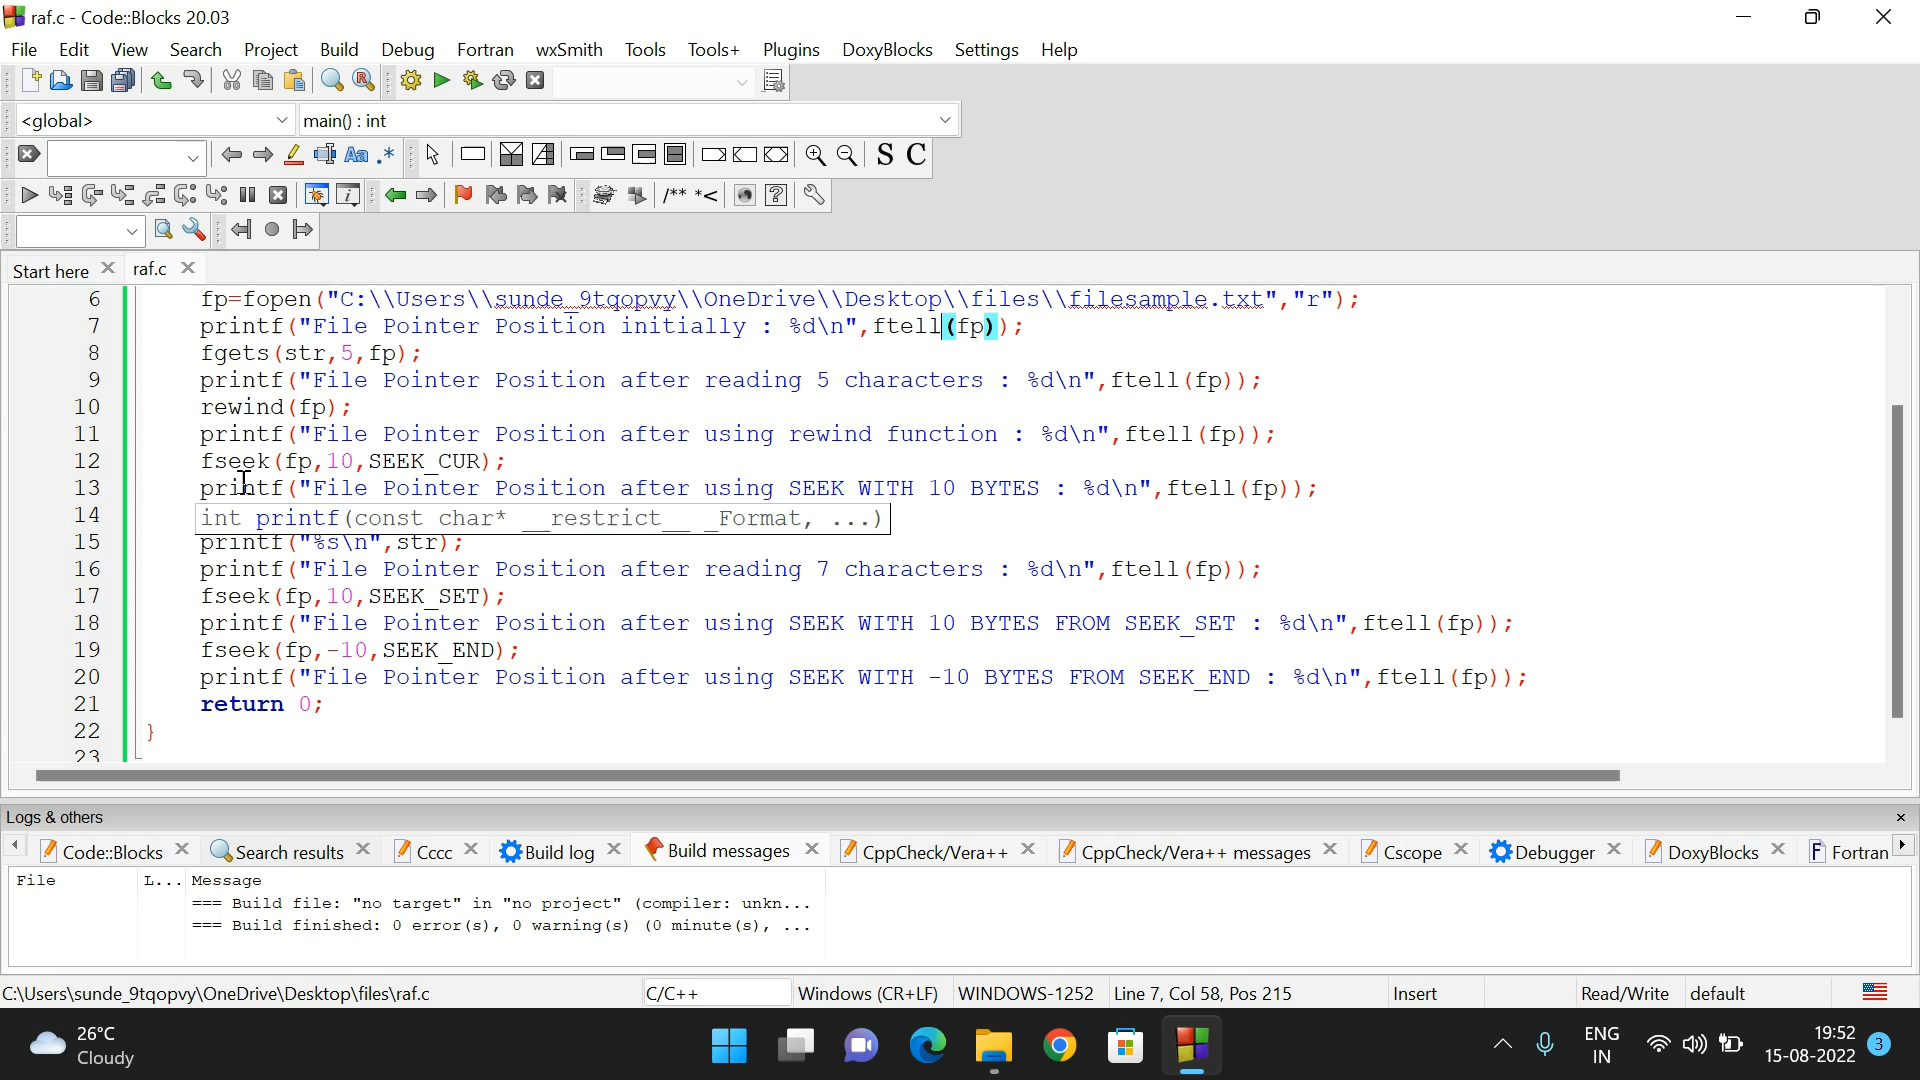 raf.c - Code::Blocks 20.03
File Edit View Search Project Build Debug Fortran wxSmith Tools Tools+ Plugins DoxyBlocks Settings Help
<global> main() : int
Aa .* S C
/** *<
Start here raf.c
6 fp=fopen("C:\\Users\\sunde_9tqopvy\\OneDrive\\Desktop\\files\\filesample.txt","r");
7 printf("File Pointer Position initially : %d\n",ftell(fp));
8 fgets(str,5,fp);
9 printf("File Pointer Position after reading 5 characters : %d\n",ftell(fp));
10 rewind(fp);
11 printf("File Pointer Position after using rewind function : %d\n",ftell(fp));
12 fseek(fp,10,SEEK_CUR);
13 printf("File Pointer Position after using SEEK WITH 10 BYTES : %d\n",ftell(fp));
14 int printf(const char* __restrict__ _Format, ...)
15 printf("%s\n",str);
16 printf("File Pointer Position after reading 7 characters : %d\n",ftell(fp));
17 fseek(fp,10,SEEK_SET);
18 printf("File Pointer Position after using SEEK WITH 10 BYTES FROM SEEK_SET : %d\n",ftell(fp));
19 fseek(fp,-10,SEEK_END);
20 printf("File Pointer Position after using SEEK WITH -10 BYTES FROM SEEK_END : %d\n",ftell(fp));
21 return 0;
22 }
23
Logs & others
Code::Blocks Search results Cccc Build log Build messages CppCheck/Vera++ CppCheck/Vera++ messages Cscope Debugger DoxyBlocks Fortran
File L... Message
=== Build file: "no target" in "no project" (compiler: unkn...
=== Build finished: 0 error(s), 0 warning(s) (0 minute(s), ...
C:\Users\sunde_9tqopvy\OneDrive\Desktop\files\raf.c C/C++ Windows (CR+LF) WINDOWS-1252 Line 7, Col 58, Pos 215 Insert Read/Write default
26°C
Cloudy
ENG
IN
19:52
15-08-2022
3